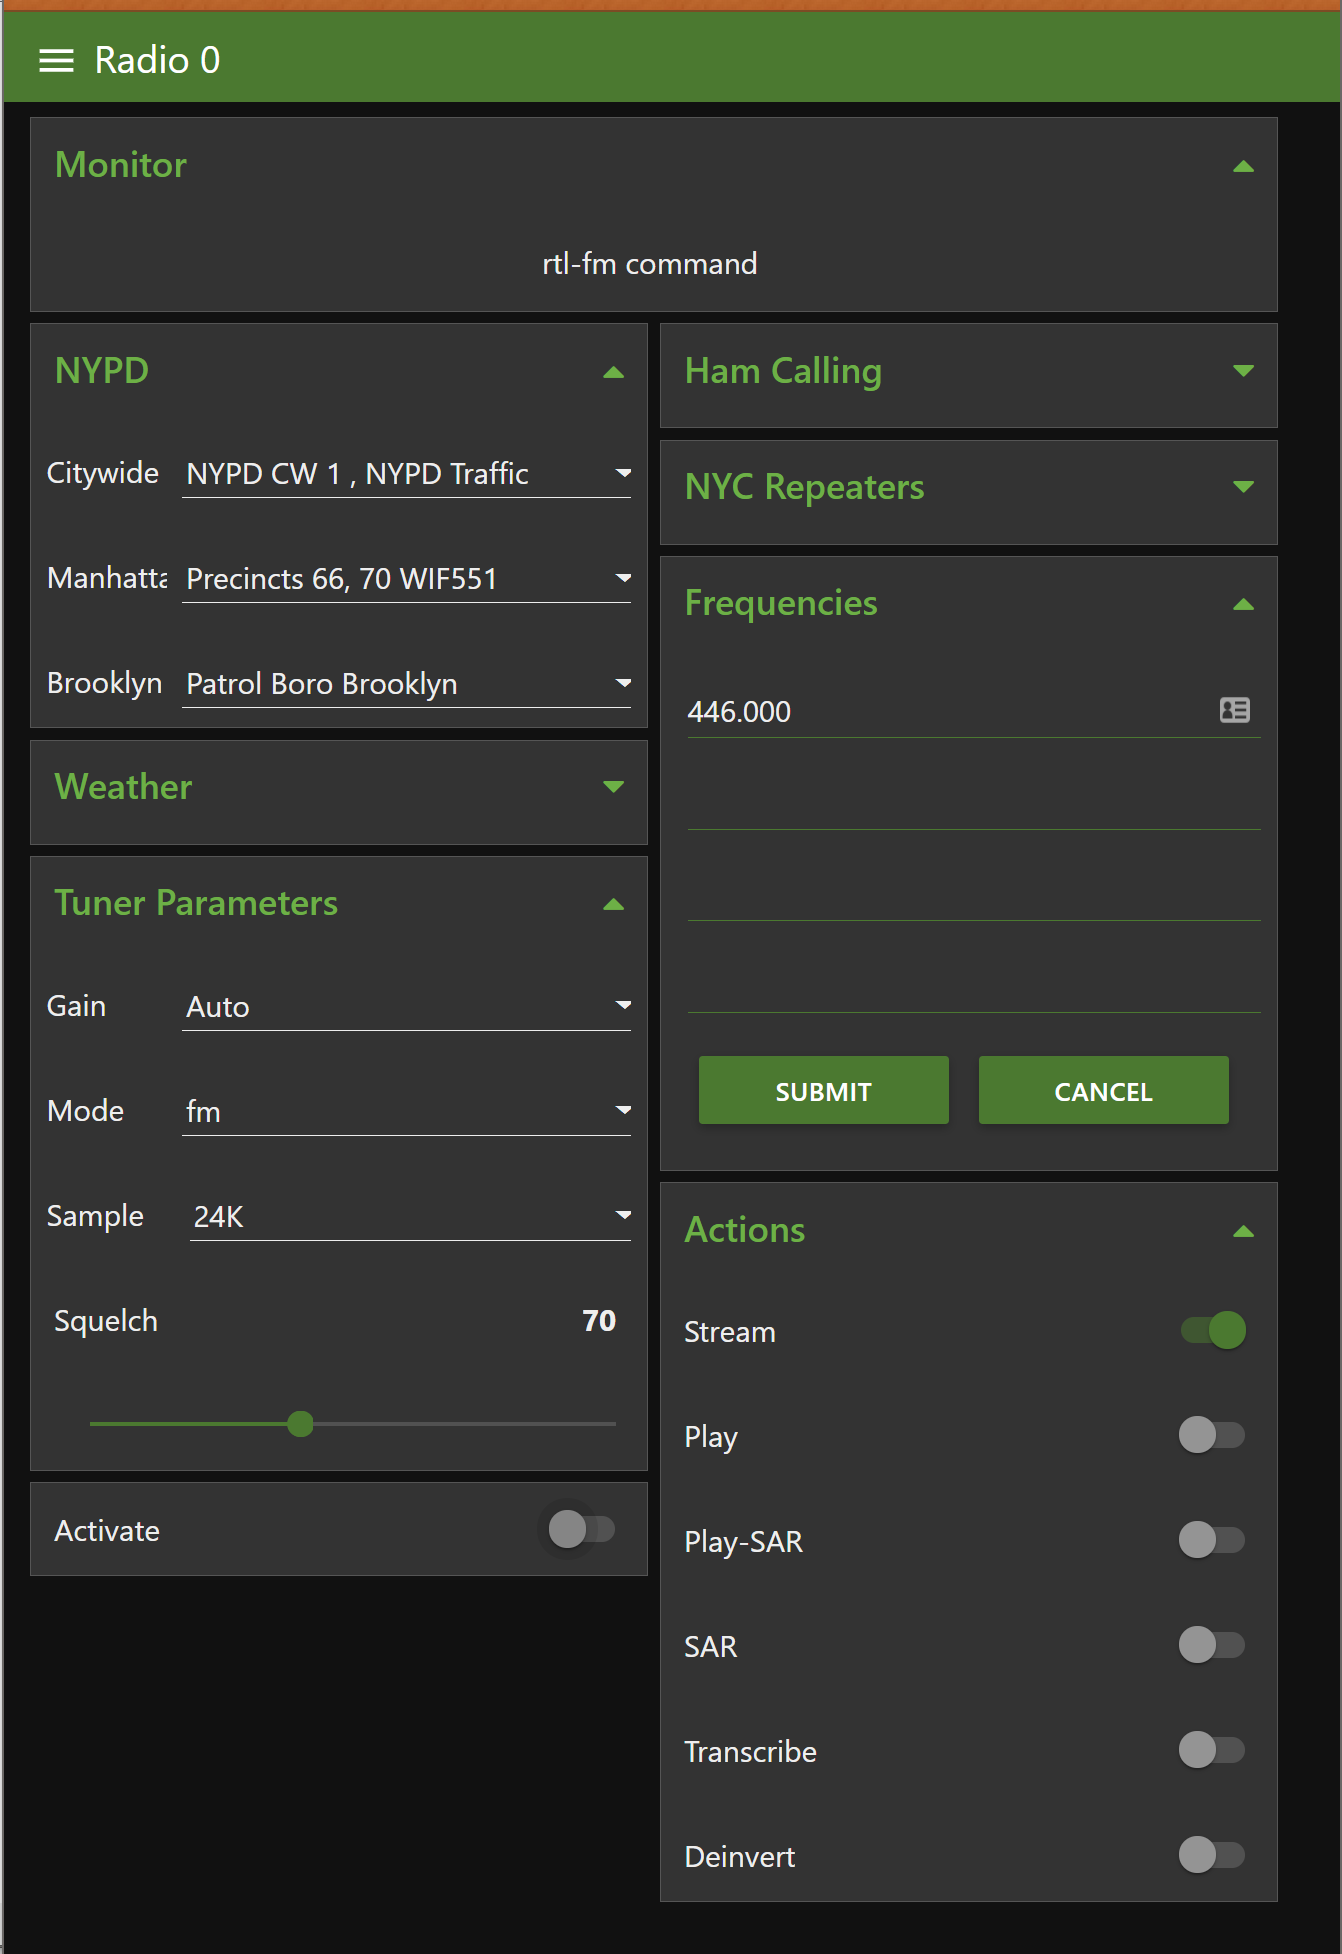 Radio 0
Monitor
rtl-fm command
NYPD
Citywide NYPD CW 1 , NYPD Traffic
Manhatta Precincts 66, 70 WIF551
Brooklyn Patrol Boro Brooklyn
Weather
Tuner Parameters
Gain Auto
Mode fm
Sample 24K
Squelch 70
Activate
Ham Calling
NYC Repeaters
Frequencies
446.000
SUBMIT CANCEL
Actions
Stream
Play
Play-SAR
SAR
Transcribe
Deinvert